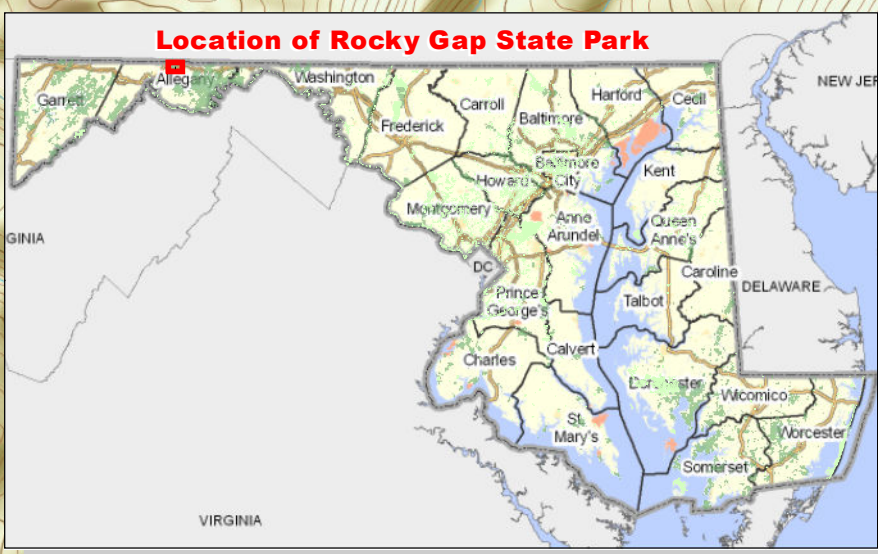 Location of Rocky Gap State Park
Garrett
Allegany
Washington
Frederick
Carroll
Baltimore
Harford
Cecil
NEW JER
Baltimore
City
Howard
Kent
Montgomery
Anne
Arundel
Queen
Anne's
GINIA
DC
Caroline
DELAWARE
Prince
George's
Talbot
Charles
Calvert
Dorchester
Wicomico
St.
Mary's
Worcester
Somerset
VIRGINIA